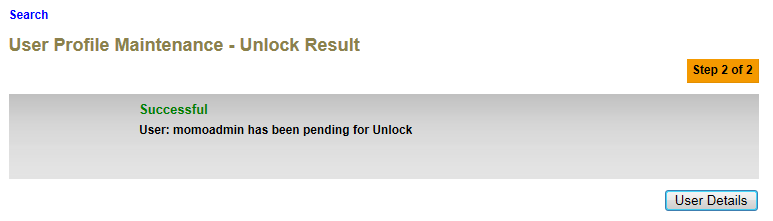 Search
User Profile Maintenance - Unlock Result
Step 2 of 2
Successful
User: momoadmin has been pending for Unlock
User Details